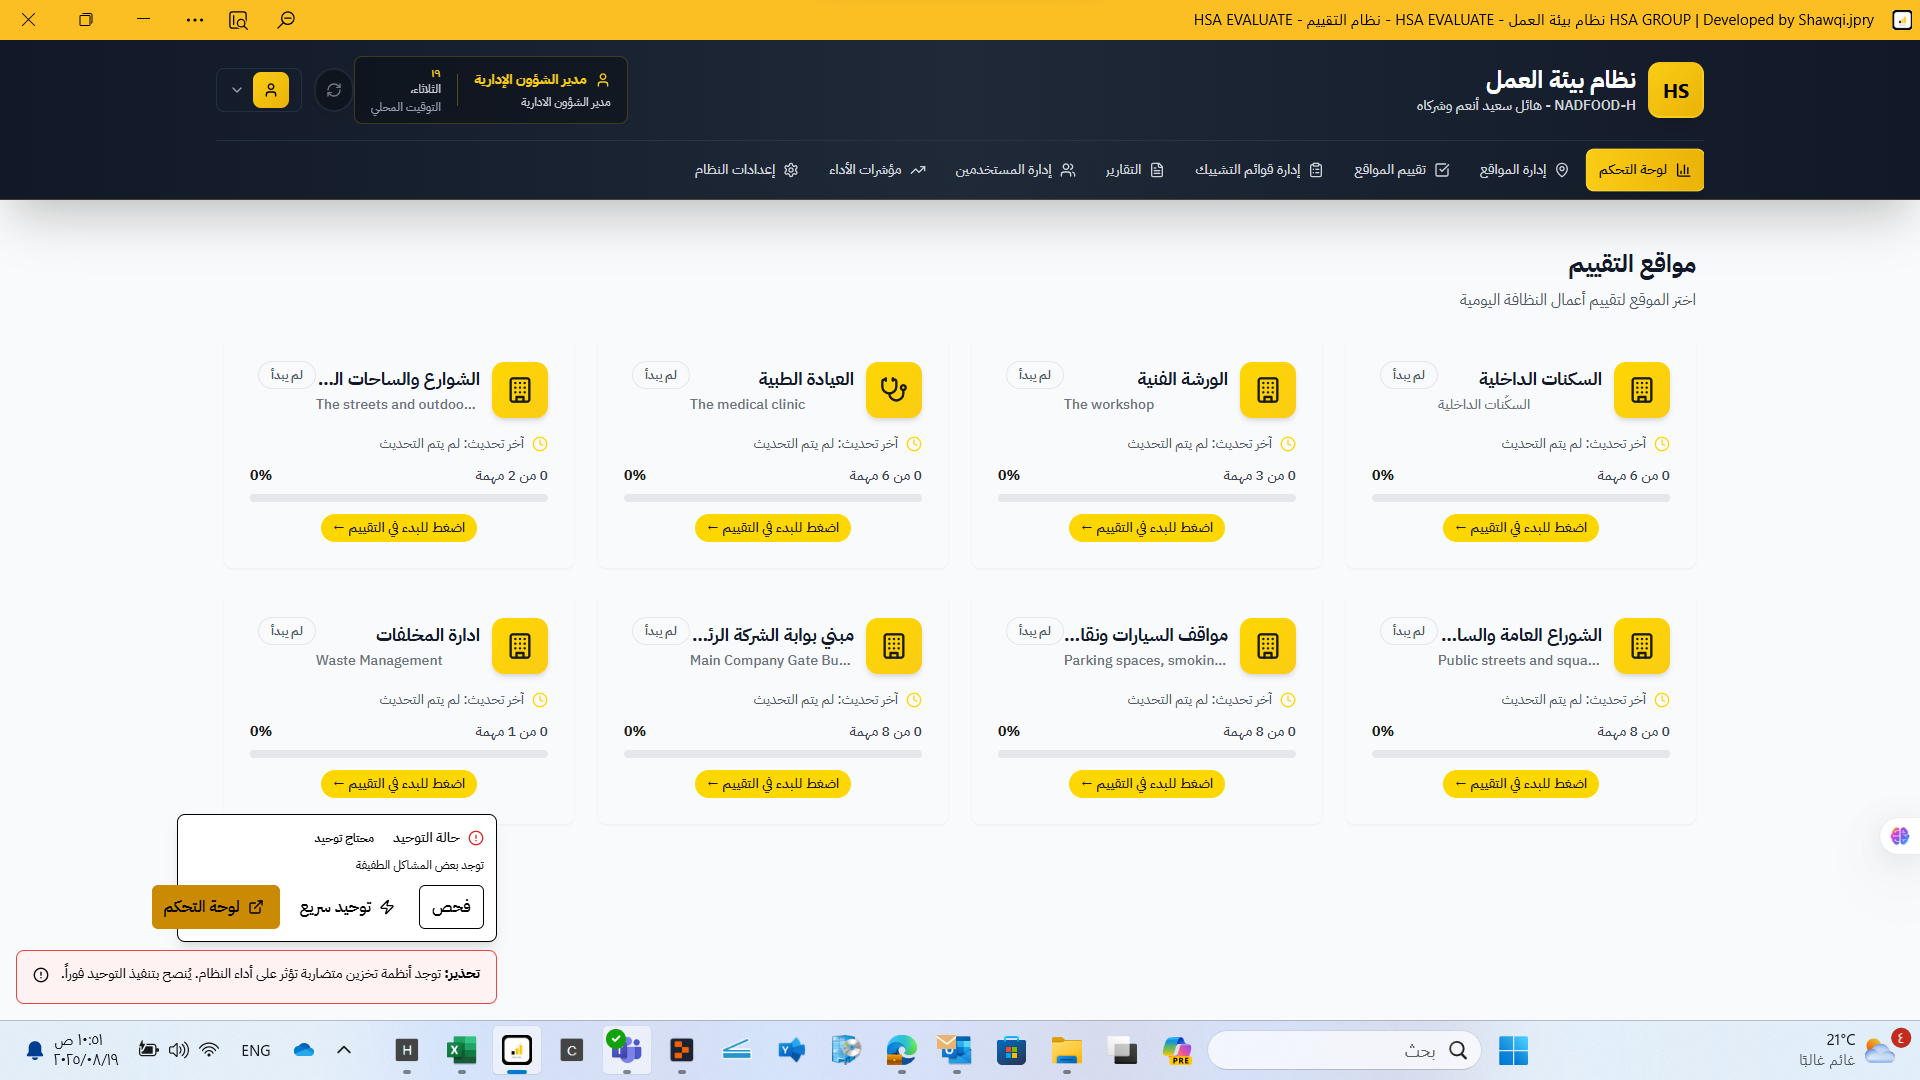 HSA EVALUATE - نظام التقييم - HSA EVALUATE - نظام بيئة العمل HSA GROUP | Developed by Shawqi.jpry
HS
نظام بيئة العمل
NADFOOD-H - هائل سعيد أنعم وشركاه
مدير الشؤون الإدارية
مدير الشؤون الادارية
١٩
الثلاثاء،
التوقيت المحلي
لوحة التحكم
إدارة المواقع
تقييم المواقع
إدارة قوائم التشييك
التقارير
إدارة المستخدمين
مؤشرات الأداء
إعدادات النظام
مواقع التقييم
اختر الموقع لتقييم أعمال النظافة اليومية
السكنات الداخلية
لم يبدأ
السكُنات الداخلية
آخر تحديث: لم يتم التحديث
0 من 6 مهمة
0%
اضغط للبدء في التقييم ←
الورشة الفنية
لم يبدأ
The workshop
آخر تحديث: لم يتم التحديث
0 من 3 مهمة
0%
اضغط للبدء في التقييم ←
العيادة الطبية
لم يبدأ
The medical clinic
آخر تحديث: لم يتم التحديث
0 من 6 مهمة
0%
اضغط للبدء في التقييم ←
الشوارع والساحات الـ...
لم يبدأ
The streets and outdoo...
آخر تحديث: لم يتم التحديث
0 من 2 مهمة
0%
اضغط للبدء في التقييم ←
الشوراع العامة والسا...
لم يبدأ
Public streets and squa...
آخر تحديث: لم يتم التحديث
0 من 8 مهمة
0%
اضغط للبدء في التقييم ←
مواقف السيارات ونقا...
لم يبدأ
Parking spaces, smokin...
آخر تحديث: لم يتم التحديث
0 من 8 مهمة
0%
اضغط للبدء في التقييم ←
مبني بوابة الشركة الرئـ...
لم يبدأ
Main Company Gate Bu...
آخر تحديث: لم يتم التحديث
0 من 8 مهمة
0%
اضغط للبدء في التقييم ←
ادارة المخلفات
لم يبدأ
Waste Management
آخر تحديث: لم يتم التحديث
0 من 1 مهمة
0%
اضغط للبدء في التقييم ←
حالة التوحيد محتاج توحيد
توجد بعض المشاكل الطفيفة
فحص
توحيد سريع
لوحة التحكم
تحذير: توجد أنظمة تخزين متضاربة تؤثر على أداء النظام. يُنصح بتنفيذ التوحيد فوراً.
٤
21°C
غائم غالبًا
بحث
PRE
C
H
ENG
١٠:٥١ ص
٢٠٢٥/٠٨/١٩